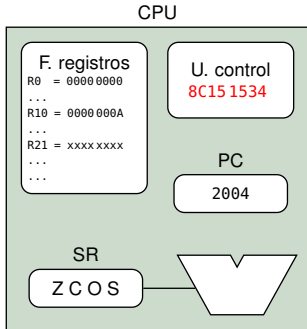 CPU
F. registros
R0 = 0000 0000
...
R10 = 0000 000A
...
R21 = xxxx xxxx
...
...
U. control
8C15 1534
PC
2004
SR
Z C O S